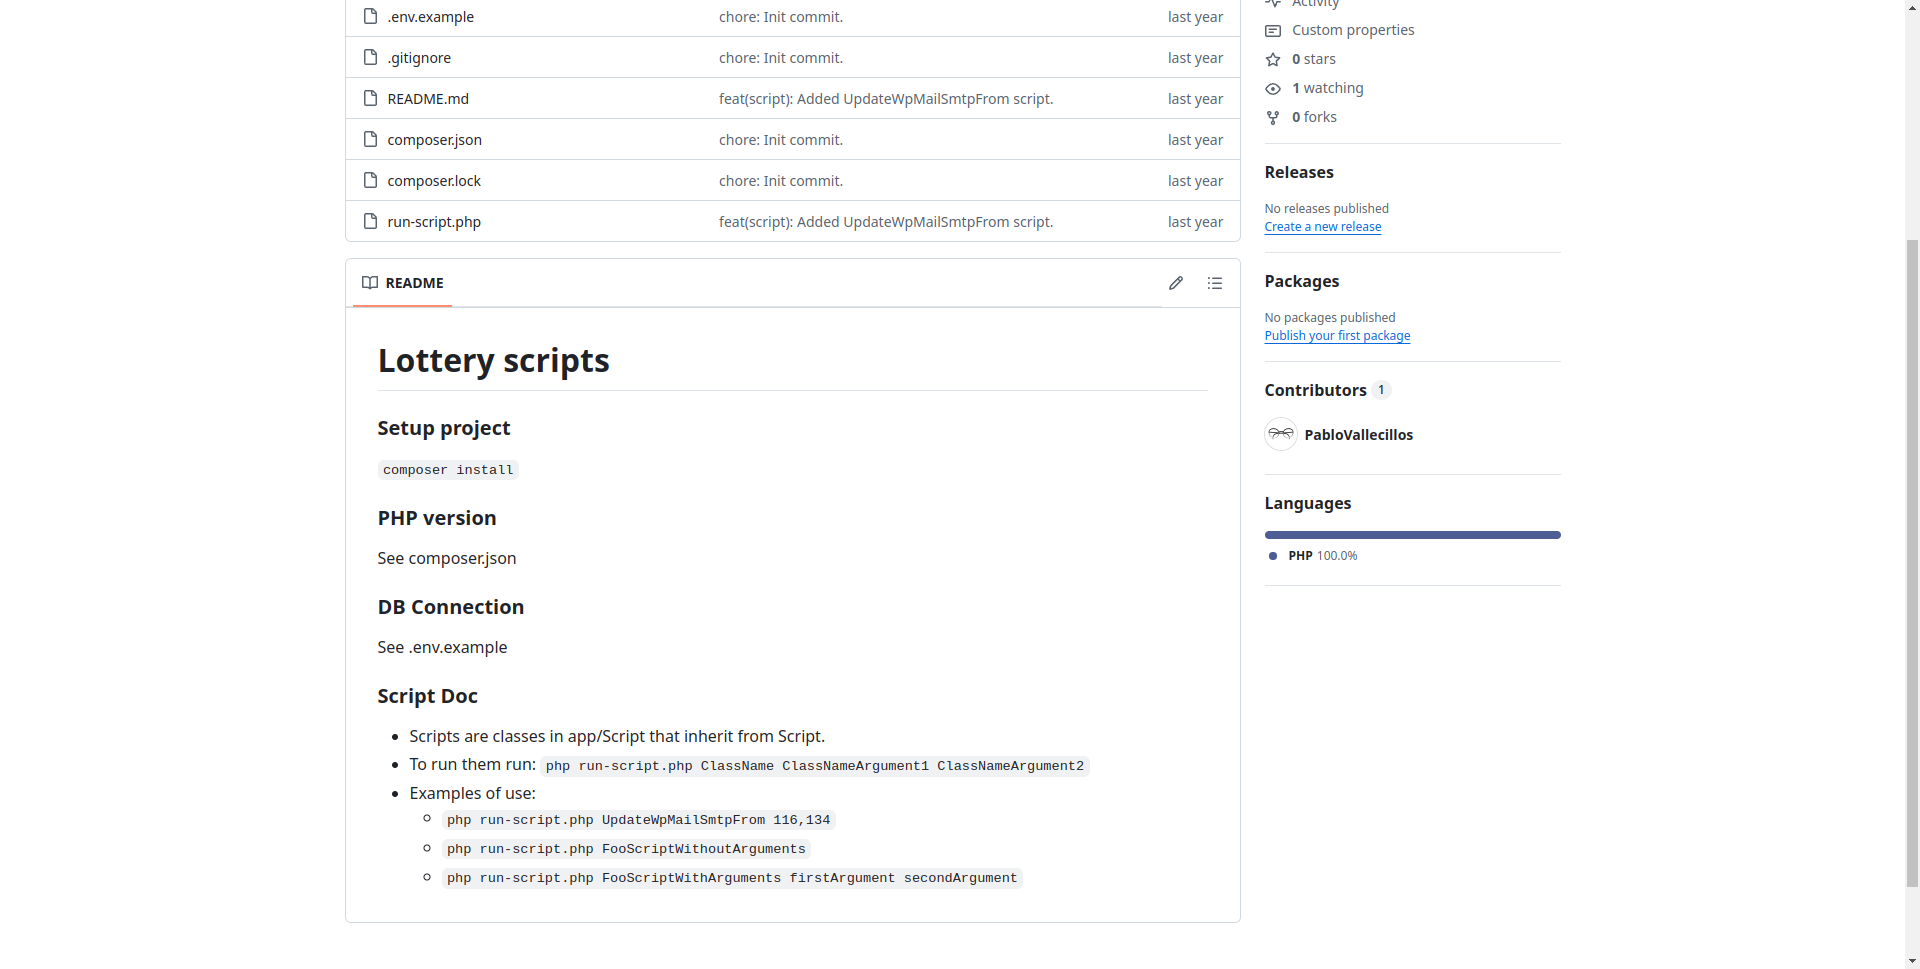 .env.example chore: Init commit. last year
.gitignore chore: Init commit. last year
README.md feat(script): Added UpdateWpMailSmtpFrom script. last year
composer.json chore: Init commit. last year
composer.lock chore: Init commit. last year
run-script.php feat(script): Added UpdateWpMailSmtpFrom script. last year
README
Lottery scripts
Setup project
composer install
PHP version
See composer.json
DB Connection
See .env.example
Script Doc
Scripts are classes in app/Script that inherit from Script.
To run them run: php run-script.php ClassName ClassNameArgument1 ClassNameArgument2
Examples of use:
php run-script.php UpdateWpMailSmtpFrom 116,134
php run-script.php FooScriptWithoutArguments
php run-script.php FooScriptWithArguments firstArgument secondArgument
Activity
Custom properties
0 stars
1 watching
0 forks
Releases
No releases published
Create a new release
Packages
No packages published
Publish your first package
Contributors 1
PabloVallecillos
Languages
PHP 100.0%